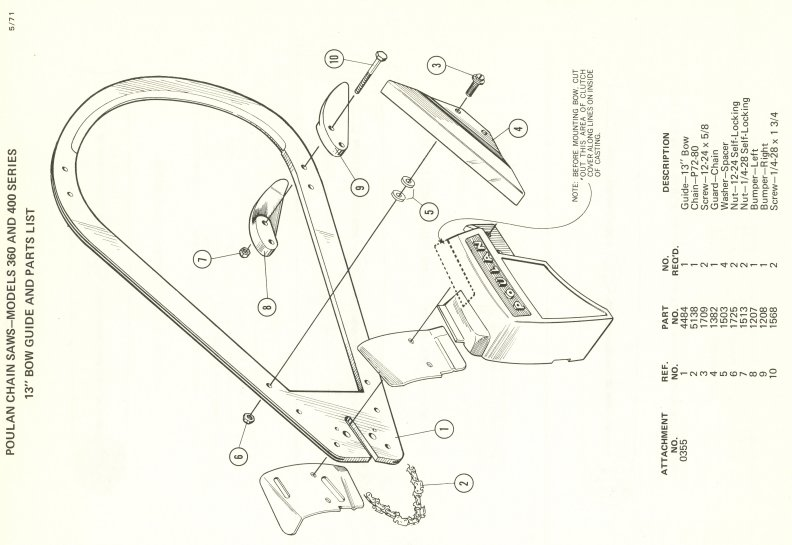 5/71
POULAN CHAIN SAWS—MODELS 360 AND 400 SERIES
13" BOW GUIDE AND PARTS LIST
10
3
7
9
4
5
8
6
1
2
NOTE: BEFORE MOUNTING BOW, CUT
OUT THIS AREA OF CLUTCH
COVER ALONG LINES ON INSIDE
OF CASTING.
POULAN
ATTACHMENT NO. REF. NO. PART NO. NO. REQ'D. DESCRIPTION
0355 1 4484 1 Guide—13" Bow
2 5138 1 Chain—P72-80
3 1709 2 Screw—12-24 x 5/8
4 1382 1 Guard—Chain
5 1503 4 Washer—Spacer
6 1725 2 Nut—12-24 Self-Locking
7 1513 2 Nut—1/4-28 Self-Locking
8 1207 1 Bumper—Left
9 1208 1 Bumper—Right
10 1568 2 Screw—1/4-28 x 1 3/4